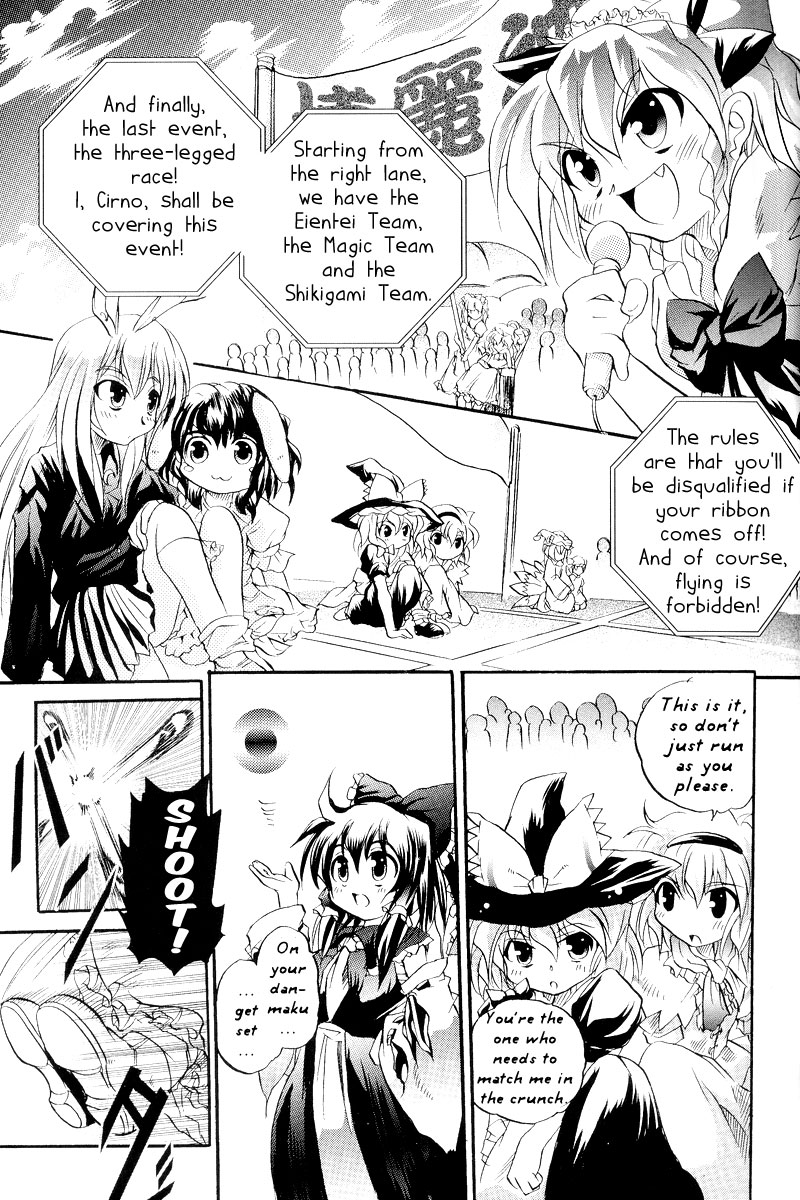 And finally,
the last event,
the three-legged
race!
I, Cirno, shall be
covering this
event!
Starting from
the right lane,
we have the
Eientei Team,
the Magic Team
and the
Shikigami Team.
麗
The rules
are that you'll
be disqualified if
your ribbon
comes off!
And of course,
flying is
forbidden!
This is it,
so don't
just run
as you
please.
You're the
one who
needs to
match me in
the crunch.
On
your
dan-
maku
...
get
set
...
SHOOT!
ド
ダ